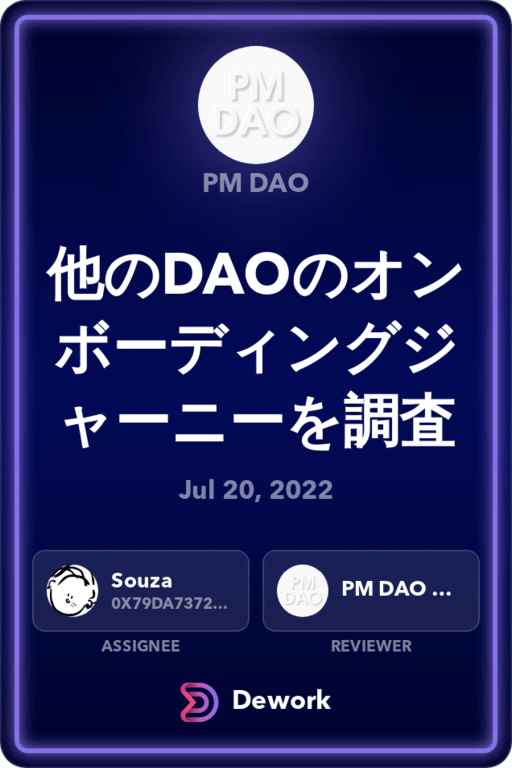 PM
DAO
PM DAO
他のDAOのオン
ボーディングジ
ャーニーを調査
Jul 20, 2022
Souza
0X79DA7372...
ASSIGNEE
PM
DAO
PM DAO ...
REVIEWER
Dework